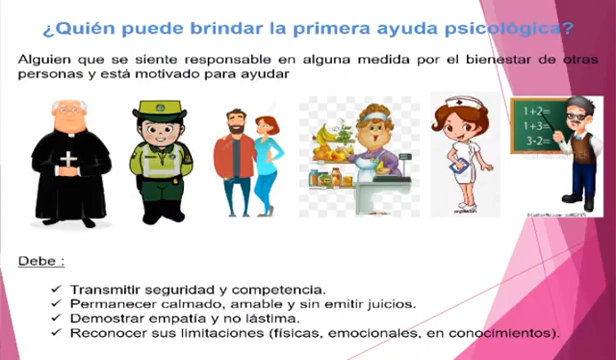 ¿Quién puede brindar la primera ayuda psicológica?
Alguien que se siente responsable en alguna medida por el bienestar de otras
personas y está motivado para ayudar
1+2=
1+3=
3-2=
Debe :
✓ Transmitir seguridad y competencia.
✓ Permanecer calmado, amable y sin emitir juicios.
✓ Demostrar empatía y no lástima.
✓ Reconocer sus limitaciones (físicas, emocionales, en conocimientos).